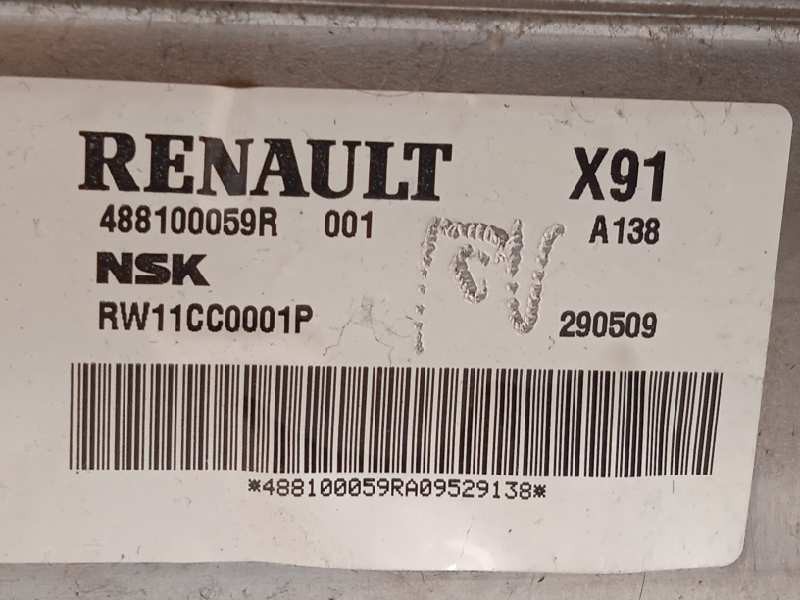 RENAULT X91
488100059R 001 A138
NSK
RW11CC0001P 290509
*488100059RA09529138*